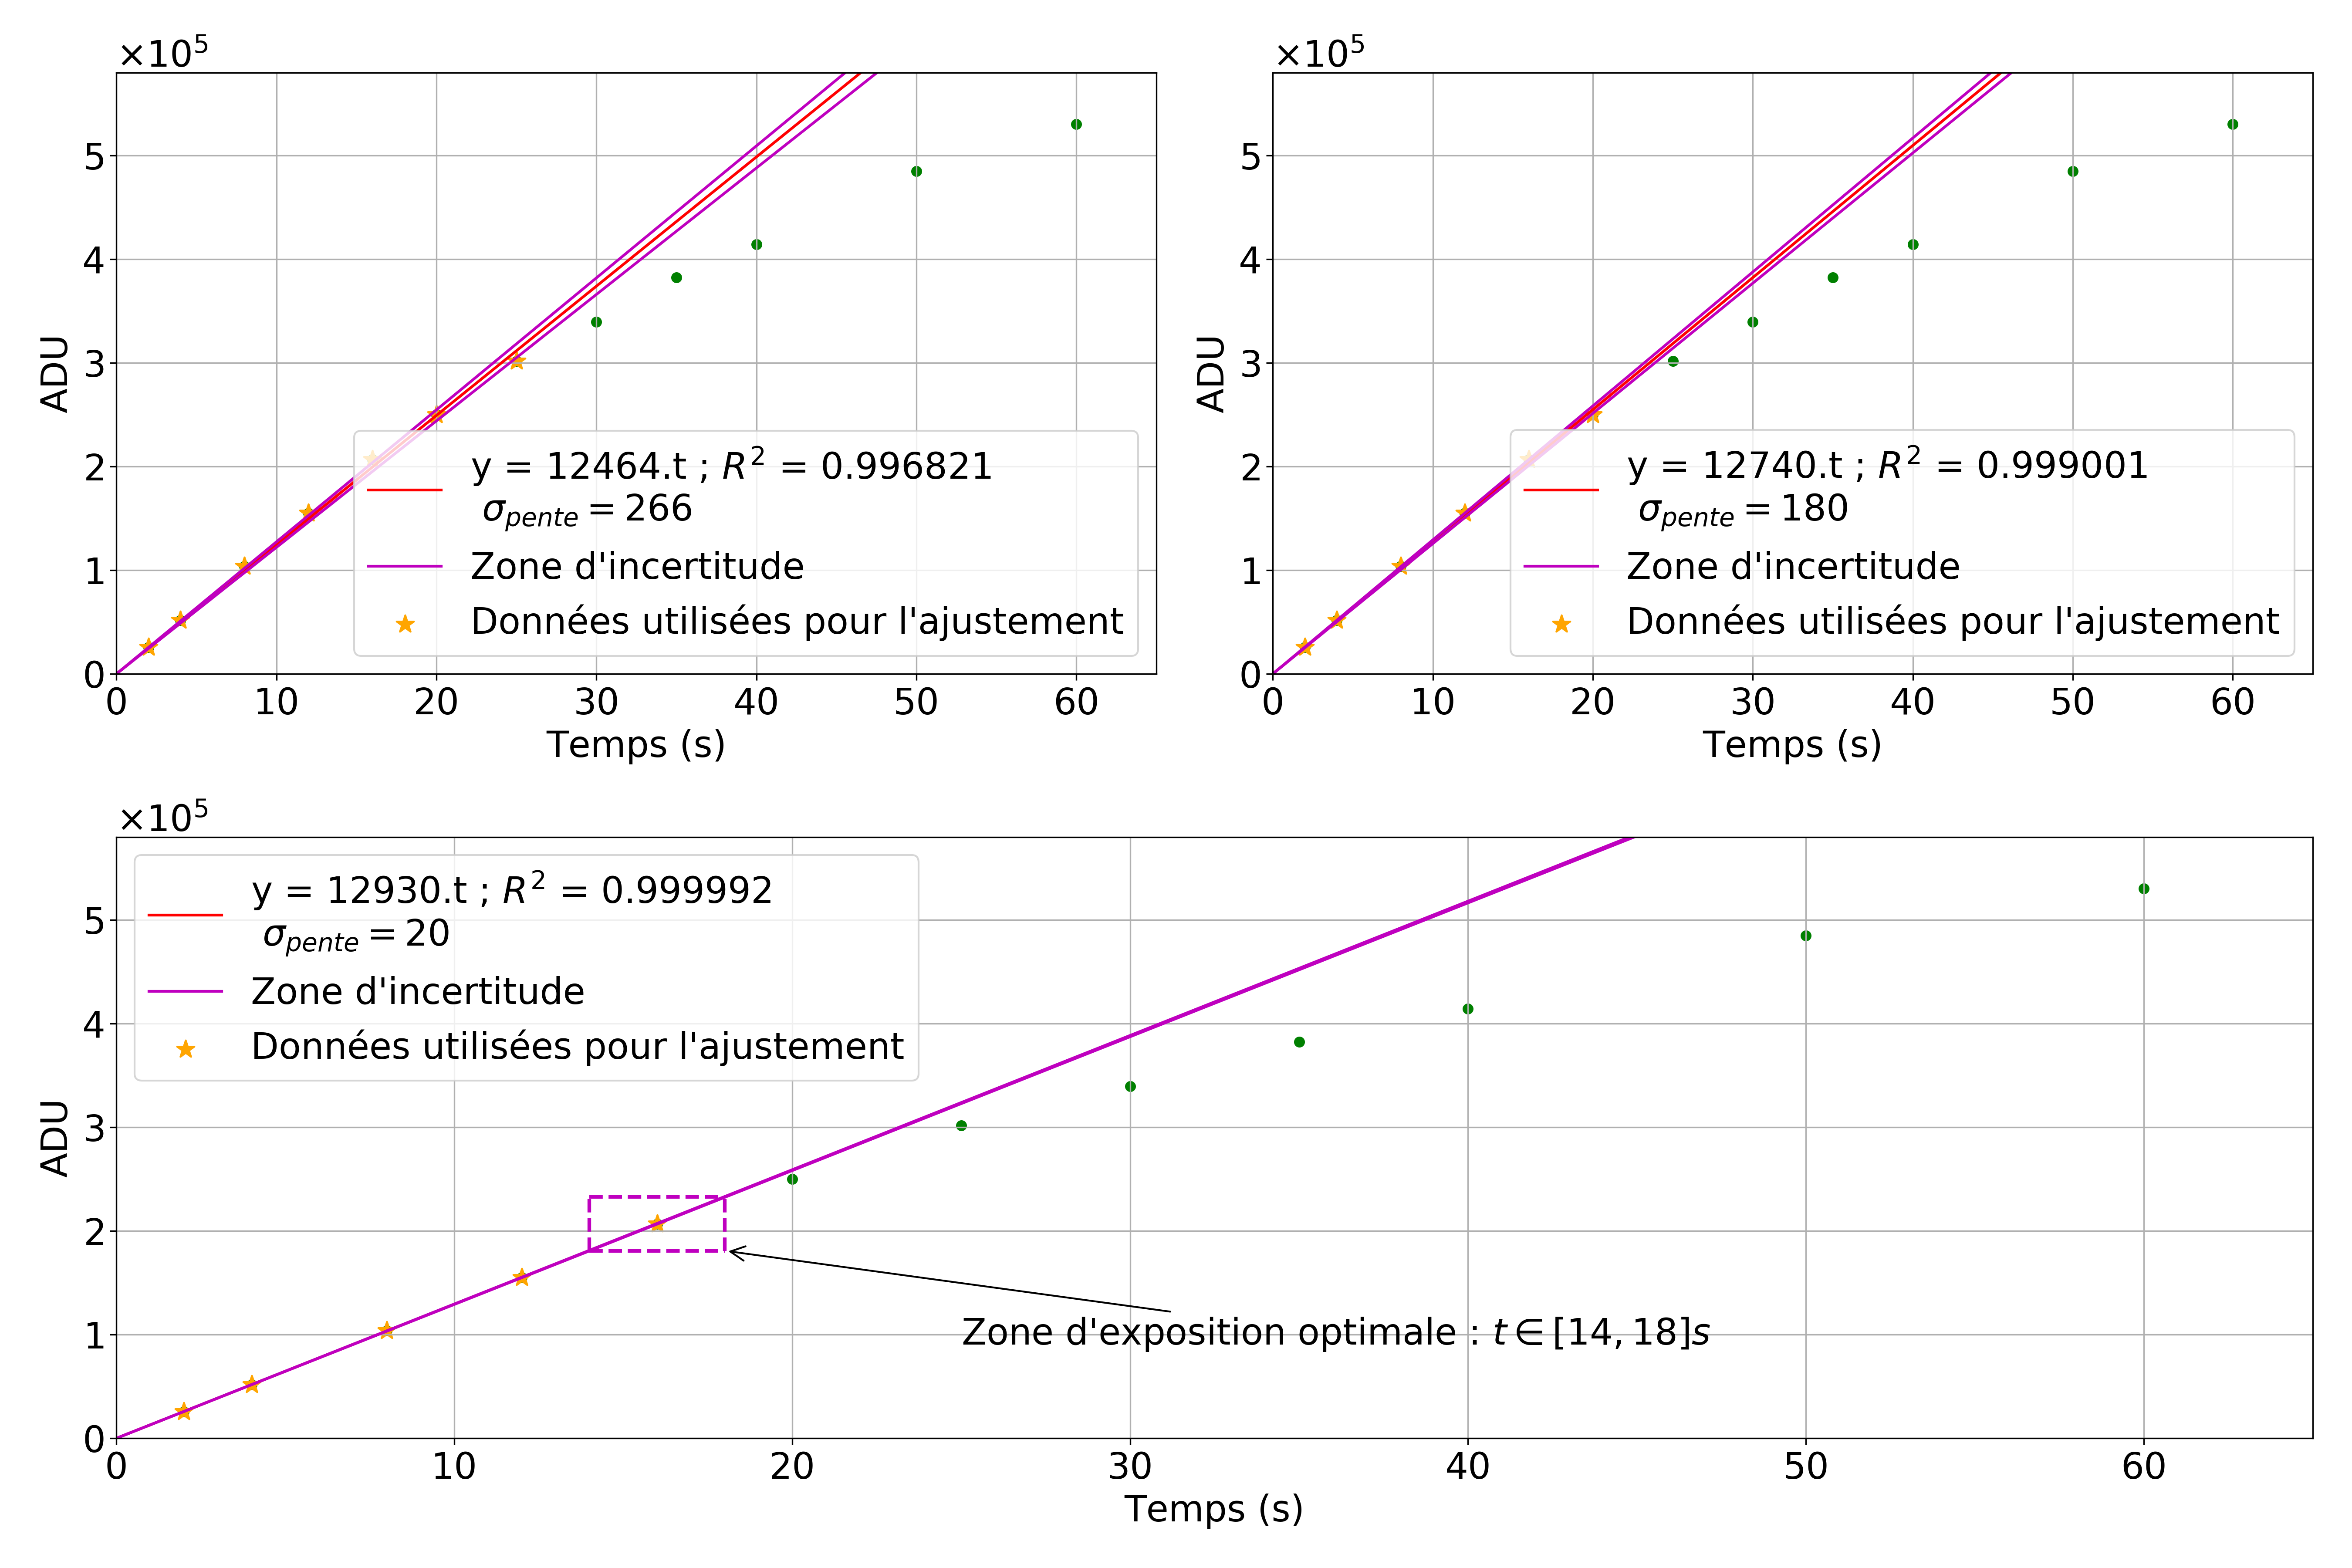 ×10⁵
5
4
3
2
1
0
ADU
y = 12464.t ; R² = 0.996821
σ_pente = 266
Zone d'incertitude
Données utilisées pour l'ajustement
0 10 20 30 40 50 60
Temps (s)
×10⁵
5
4
3
2
1
0
ADU
y = 12740.t ; R² = 0.999001
σ_pente = 180
Zone d'incertitude
Données utilisées pour l'ajustement
0 10 20 30 40 50 60
Temps (s)
×10⁵
5
4
3
2
1
0
ADU
y = 12930.t ; R² = 0.999992
σ_pente = 20
Zone d'incertitude
Données utilisées pour l'ajustement
Zone d'exposition optimale : t ∈ [14, 18]s
0 10 20 30 40 50 60
Temps (s)